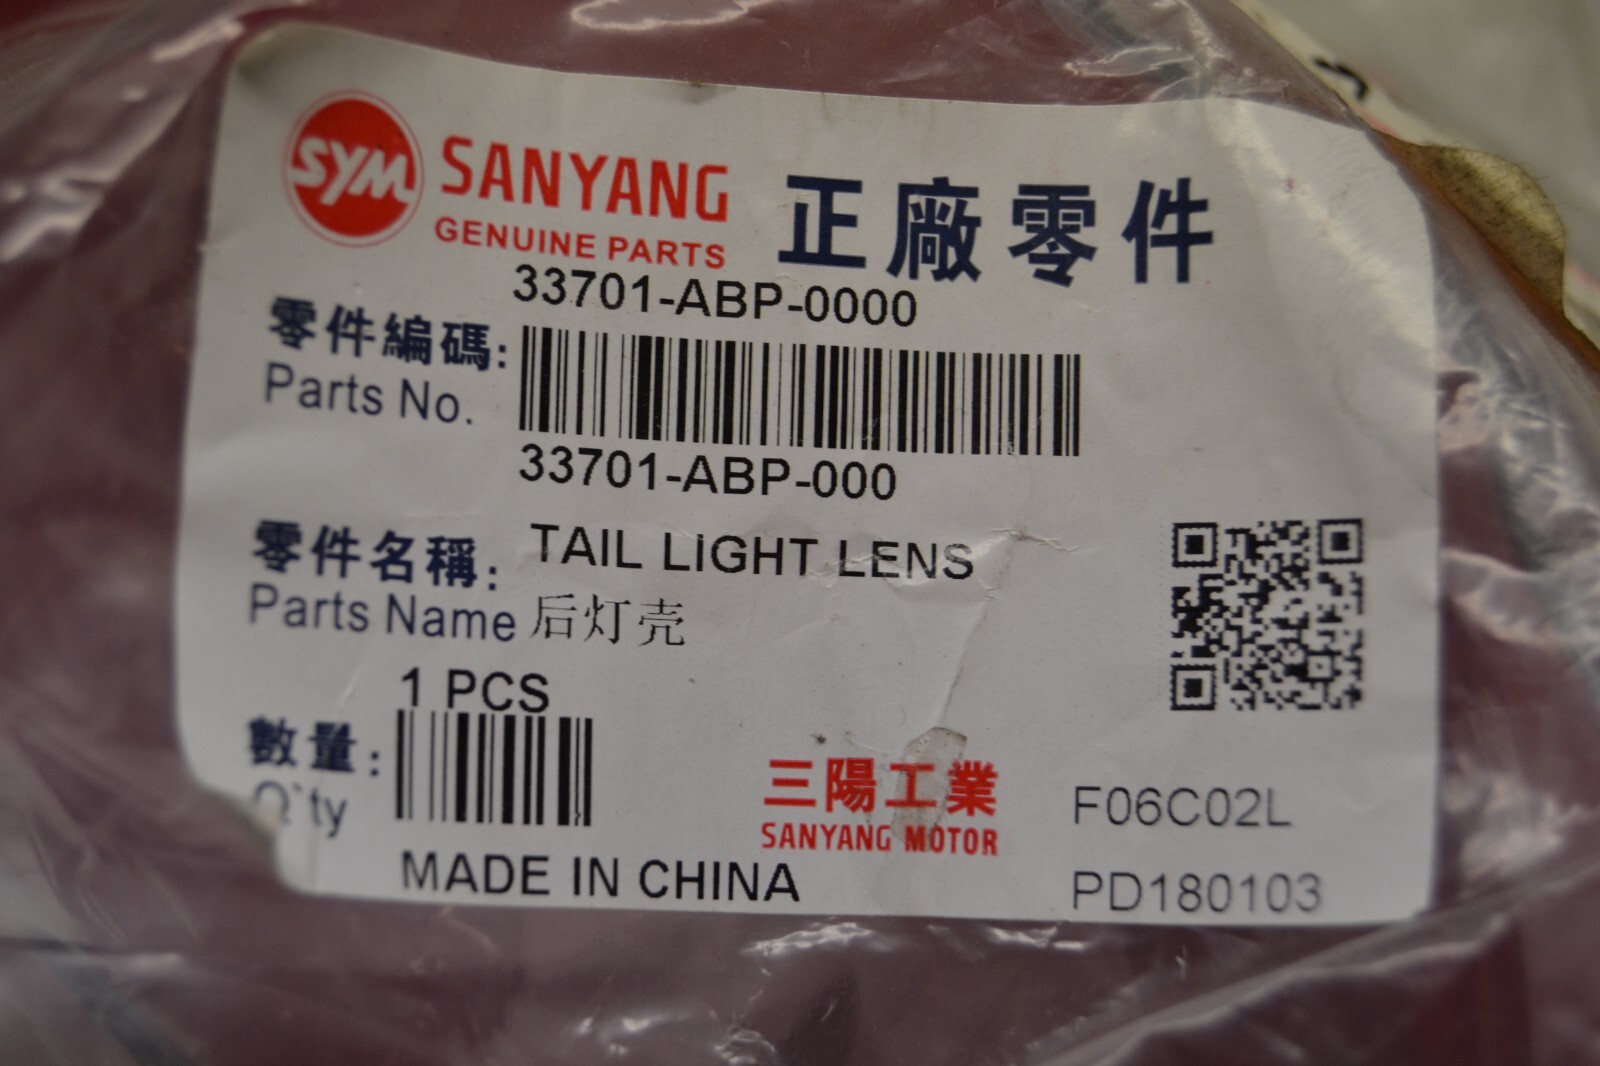 SYM SANYANG
GENUINE PARTS
正廠零件
33701-ABP-0000
零件編碼:
Parts No.
33701-ABP-000
零件名稱:
TAIL LIGHT LENS
Parts Name 后灯壳
1 PCS
數量:
Q'ty
三陽工業
SANYANG MOTOR
F06C02L
MADE IN CHINA
PD180103